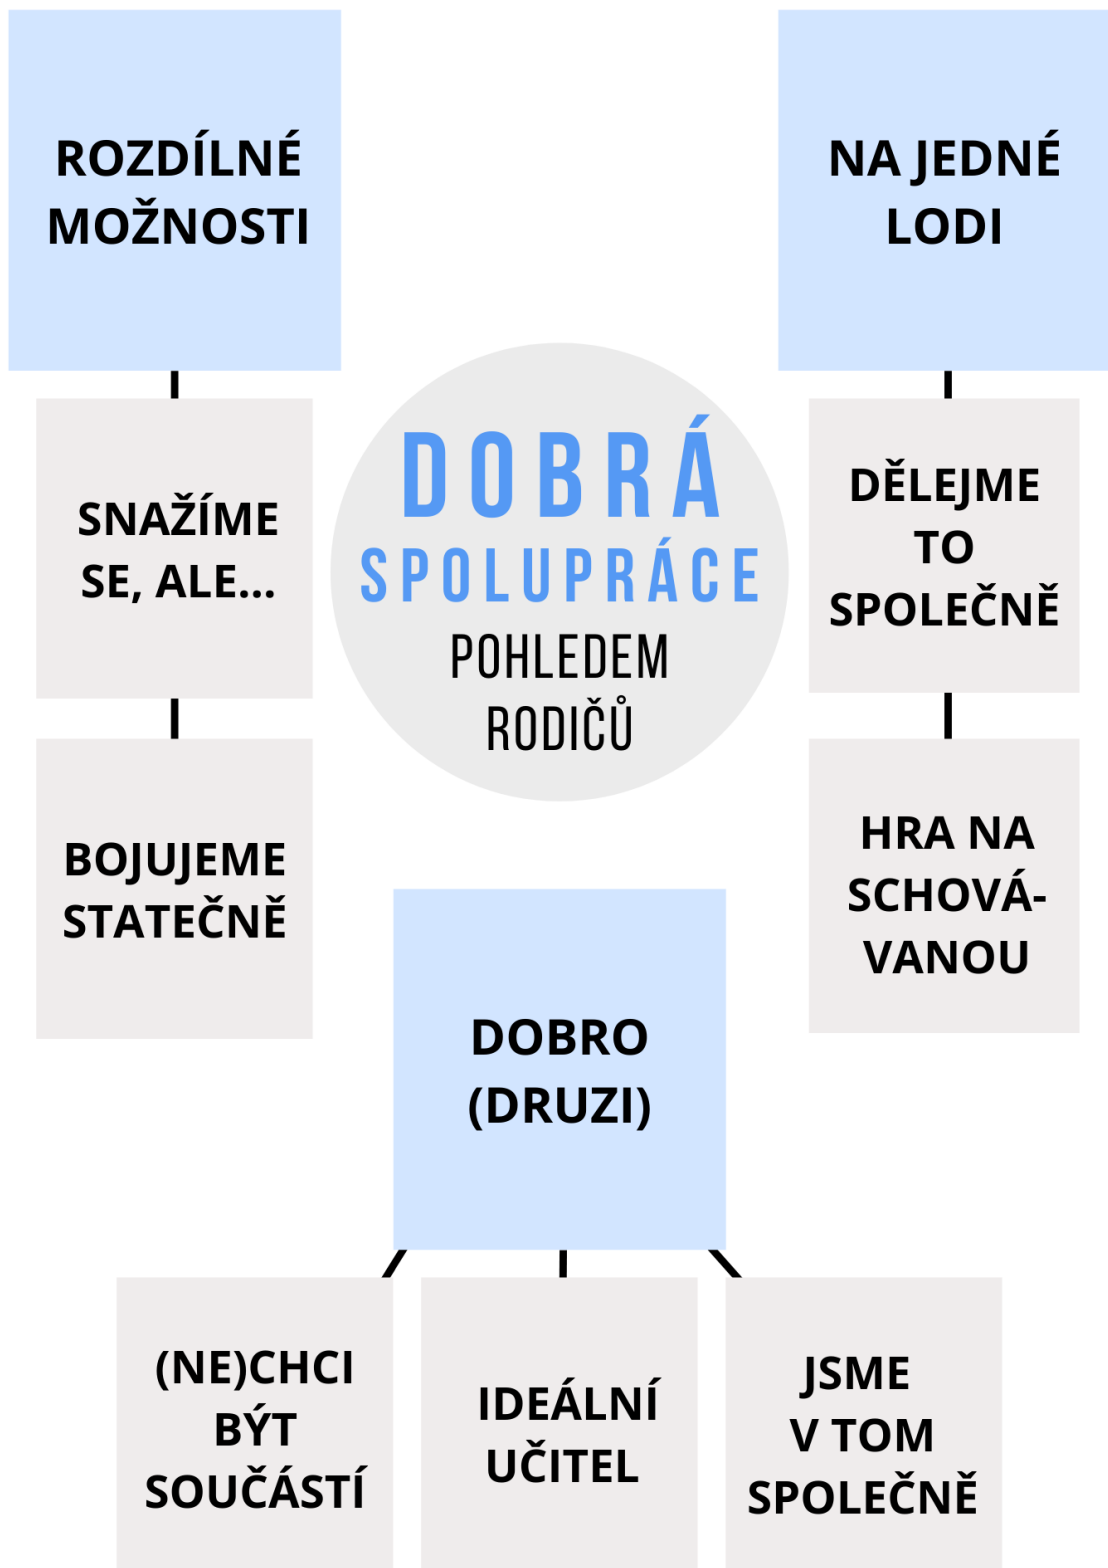 ROZDÍLNÉ
MOŽNOSTI
SNAŽÍME
SE, ALE...
BOJUJEME
STATEČNĚ
DOBRÁ
SPOLUPRÁCE
POHLEDEM
RODIČŮ
NA JEDNÉ
LODI
DĚLEJME
TO
SPOLEČNĚ
HRA NA
SCHOVÁ-
VANOU
DOBRO
(DRUZI)
(NE)CHCI
BÝT
SOUČÁSTÍ
IDEÁLNÍ
UČITEL
JSME
V TOM
SPOLEČNĚ